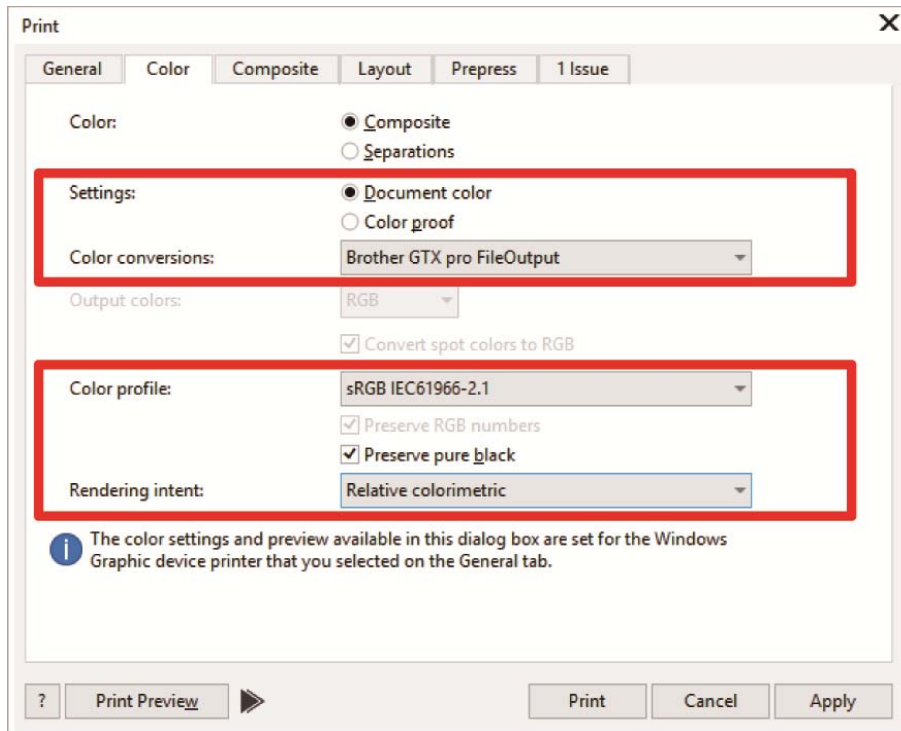 Print
General Color Composite Layout Prepress 1 Issue
Color: Composite
Separations
Settings: Document color
Color proof
Color conversions: Brother GTX pro FileOutput
Output colors: RGB
Convert spot colors to RGB
Color profile: sRGB IEC61966-2.1
Preserve RGB numbers
Preserve pure black
Rendering intent: Relative colorimetric
The color settings and preview available in this dialog box are set for the Windows
Graphic device printer that you selected on the General tab.
? Print Preview Print Cancel Apply